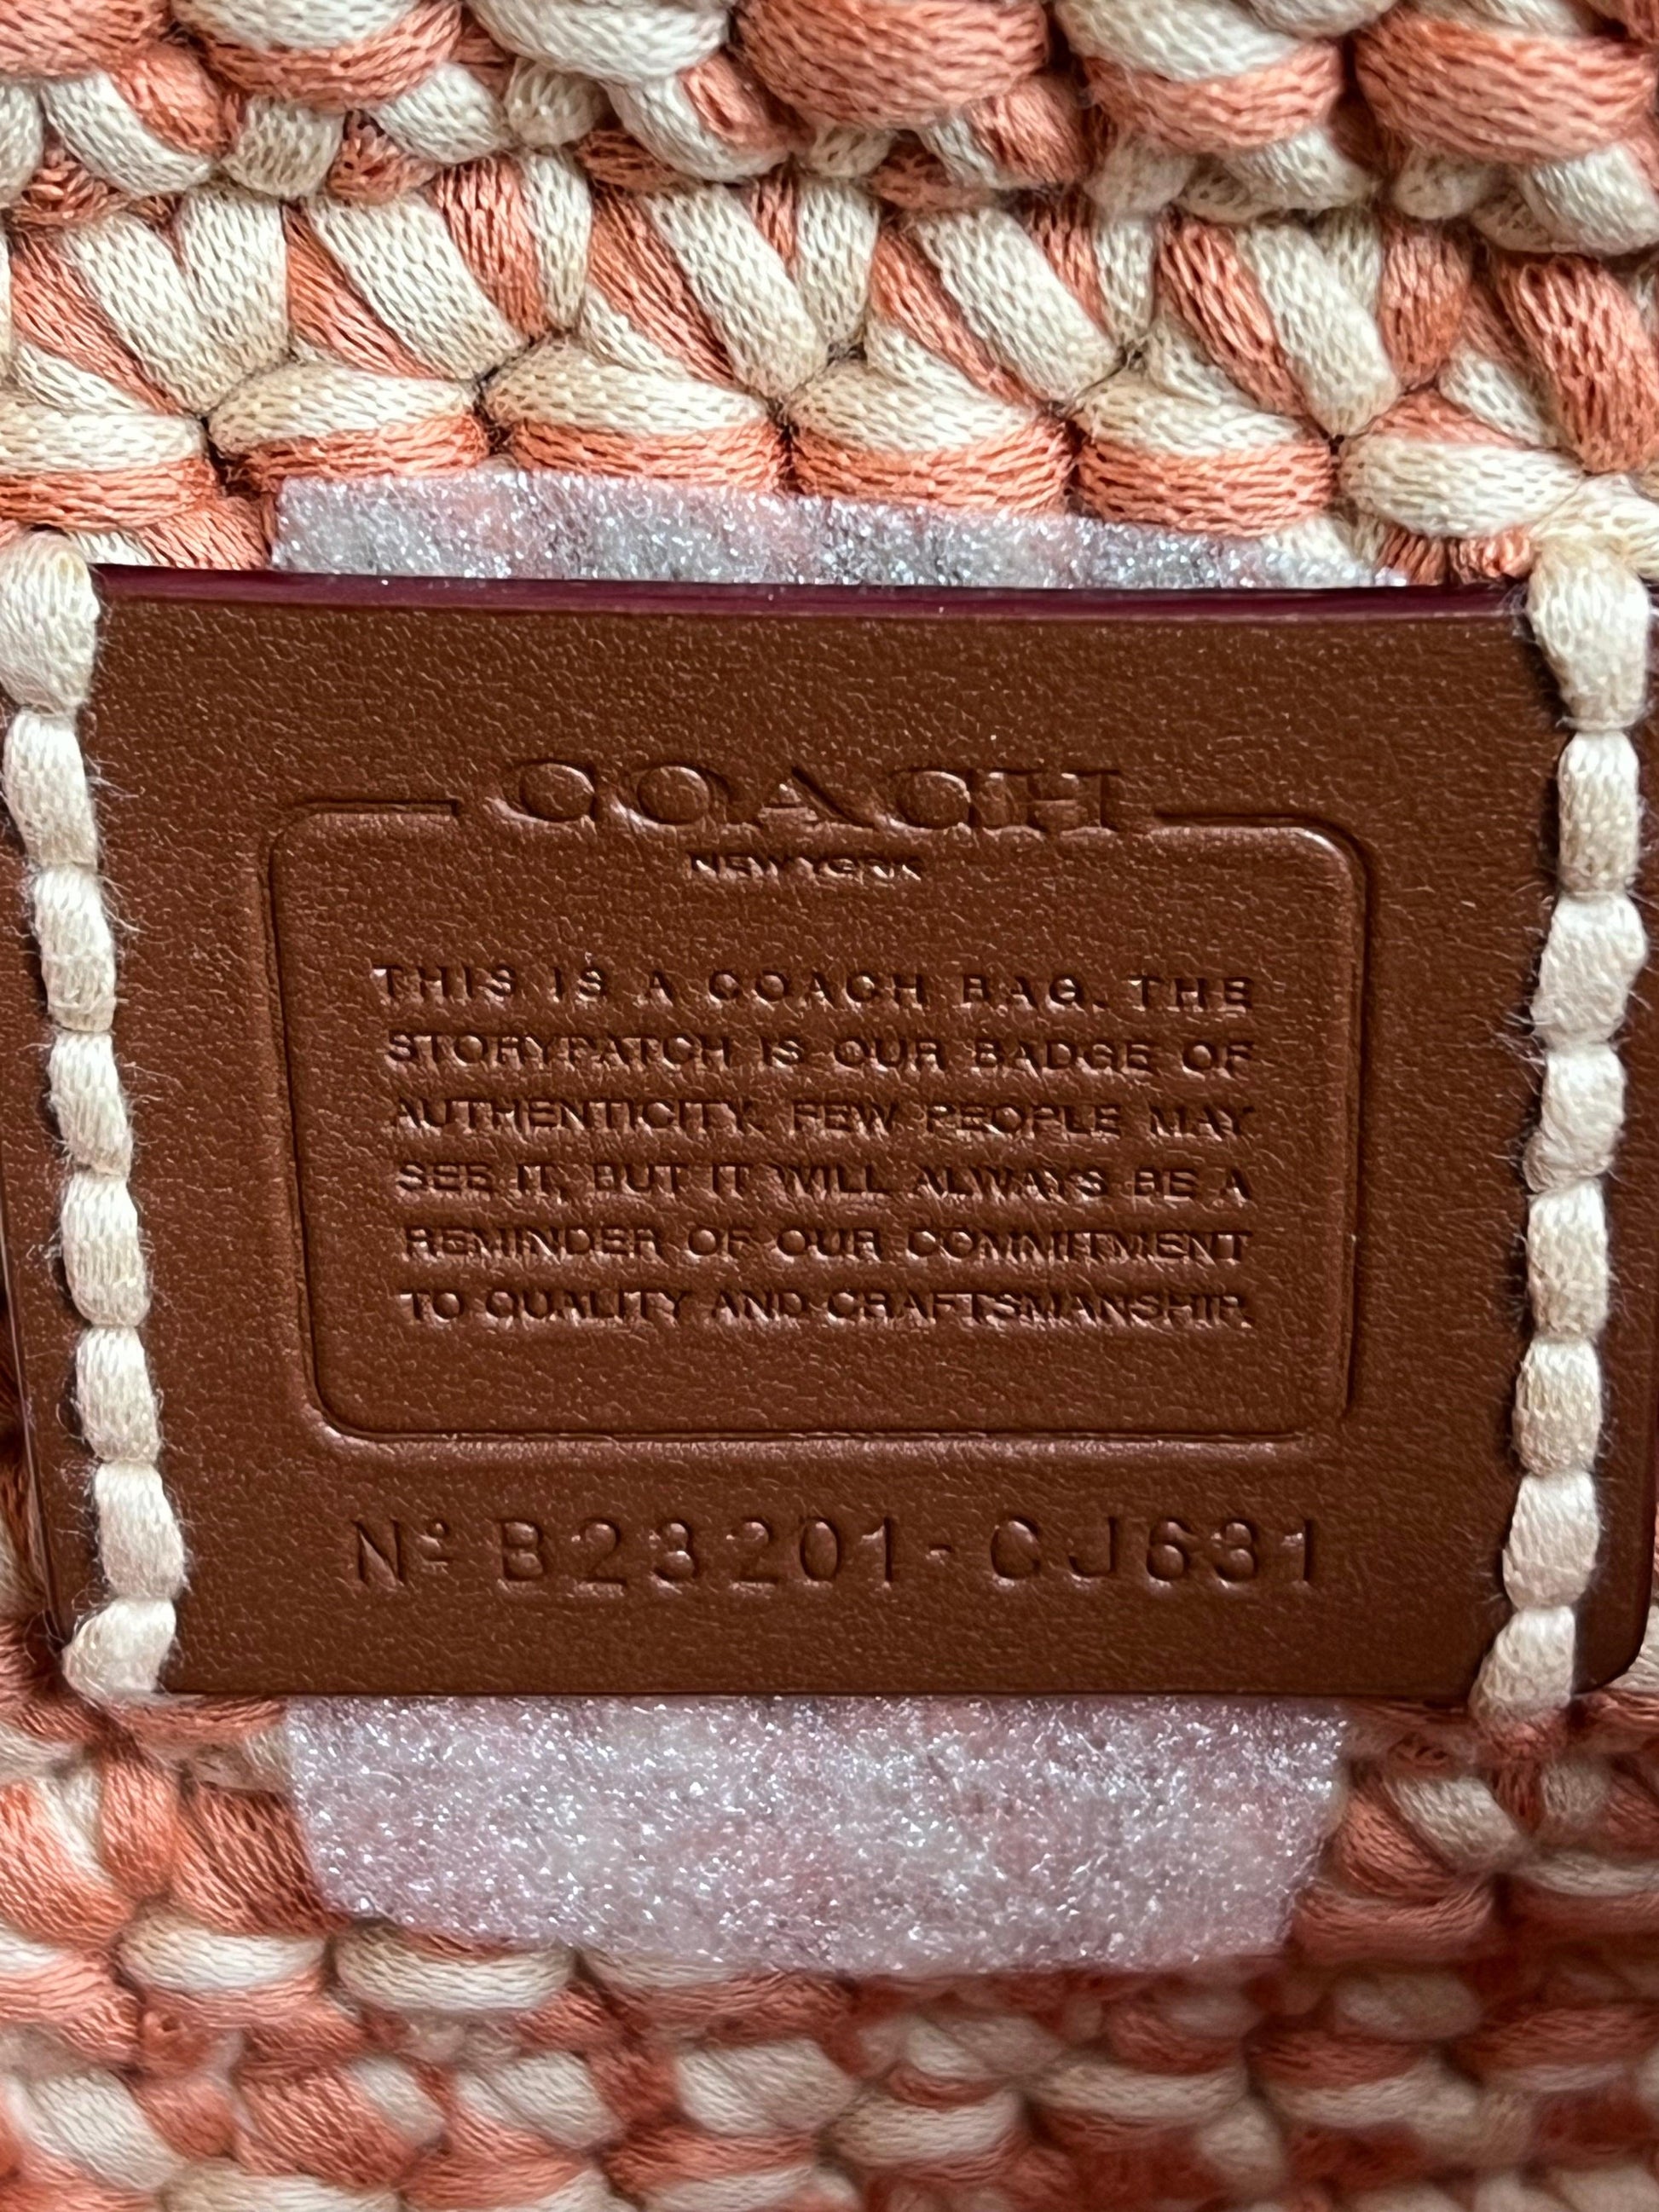 COACH
NEW YORK
THIS IS A COACH BAG. THE
STORYPATCH IS OUR BADGE OF
AUTHENTICITY. FEW PEOPLE MAY
SEE IT, BUT IT WILL ALWAYS BE A
REMINDER OF OUR COMMITMENT
TO QUALITY AND CRAFTSMANSHIP.
Nº B23201-CJ631